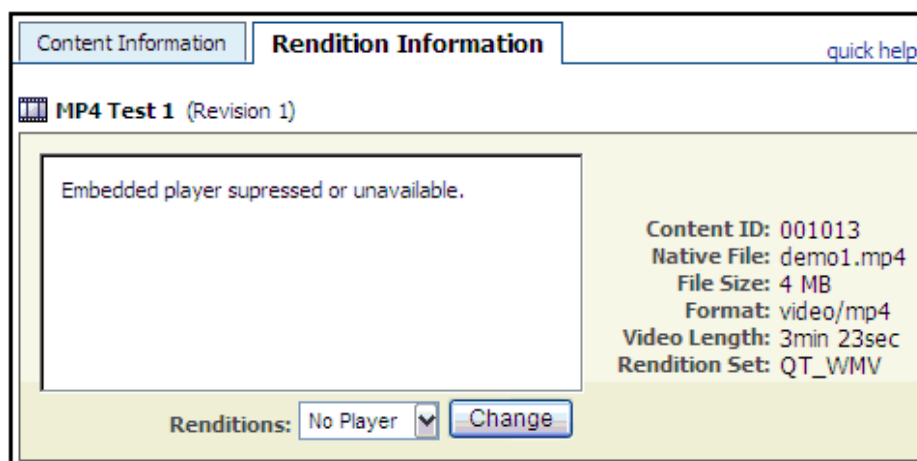 Content Information
Rendition Information
quick help
MP4 Test 1 (Revision 1)
Embedded player supressed or unavailable.
Content ID: 001013
Native File: demo1.mp4
File Size: 4 MB
Format: video/mp4
Video Length: 3min 23sec
Rendition Set: QT_WMV
Renditions: No Player Change